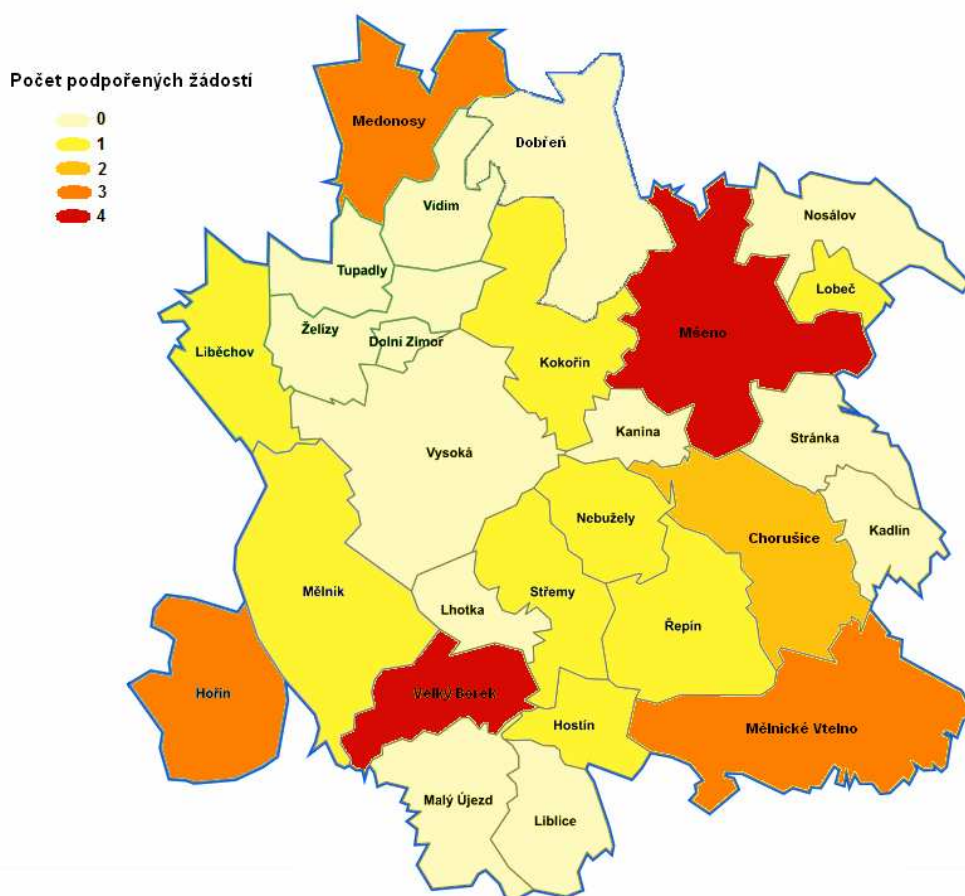 Počet podpořených žádostí
0
1
2
3
4
Medonosy
Dobřeň
Vidim
Nosálov
Tupadly
Lobeč
Želízy
Dolní Zimoř
Mšeno
Liběchov
Kokořín
Kanina
Stránka
Vysoká
Nebužely
Chorušice
Kadlín
Mělník
Střemy
Lhotka
Řepín
Hořín
Velký Borek
Hostín
Mělnické Vtelno
Malý Újezd
Liblice